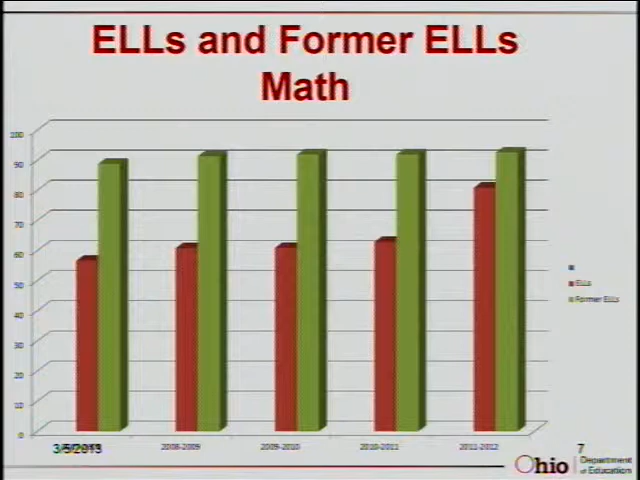 ELLs and Former ELLs
Math
100
90
80
70
60
50
40
30
20
10
0
ELLs
Former ELLs
3/5/2013
2008-2009
2009-2010
2010-2011
2011-2012
7
Ohio
Department
of Education